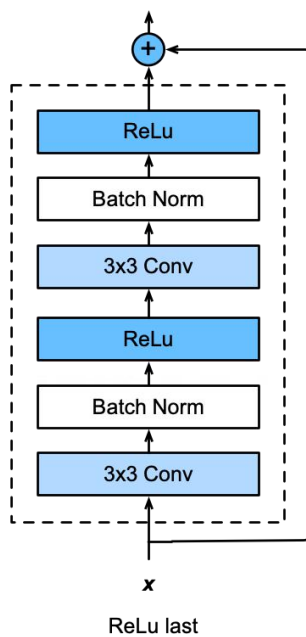 +
ReLu
Batch Norm
3x3 Conv
ReLu
Batch Norm
3x3 Conv
x
ReLu last